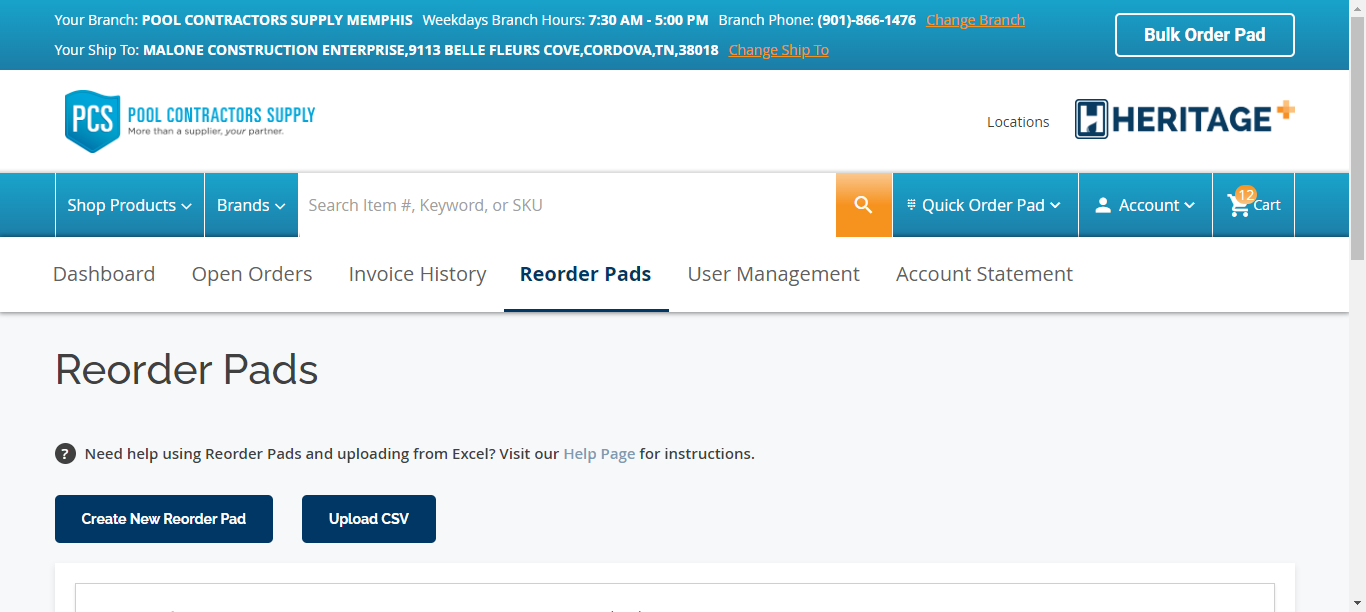 Your Branch: POOL CONTRACTORS SUPPLY MEMPHIS Weekdays Branch Hours: 7:30 AM - 5:00 PM Branch Phone: (901)-866-1476 Change Branch
Your Ship To: MALONE CONSTRUCTION ENTERPRISE,9113 BELLE FLEURS COVE,CORDOVA,TN,38018 Change Ship To
Bulk Order Pad
PCS POOL CONTRACTORS SUPPLY
More than a supplier, your partner.
Locations
H HERITAGE+
Shop Products
Brands
Search Item #, Keyword, or SKU
Quick Order Pad
Account
12
Cart
Dashboard
Open Orders
Invoice History
Reorder Pads
User Management
Account Statement
Reorder Pads
? Need help using Reorder Pads and uploading from Excel? Visit our Help Page for instructions.
Create New Reorder Pad
Upload CSV